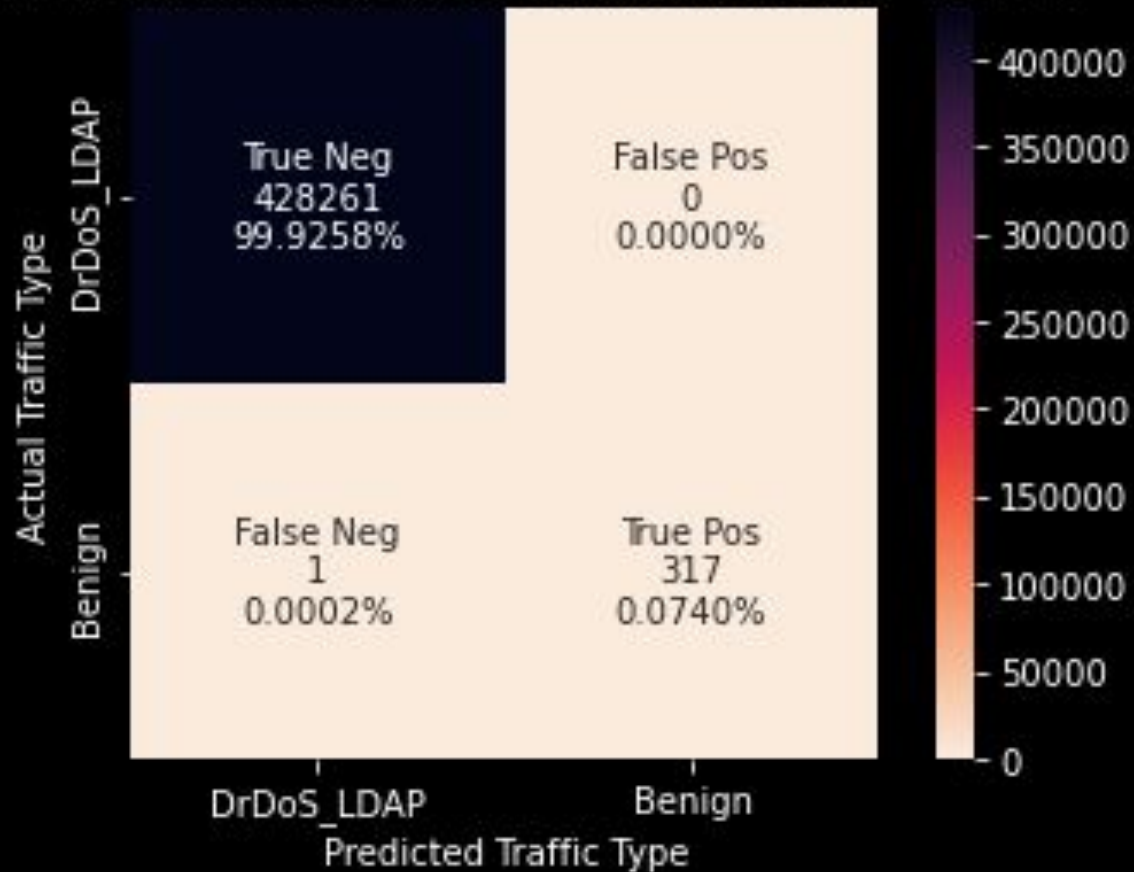 True Neg
428261
99.9258%
False Pos
0
0.0000%
False Neg
1
0.0002%
True Pos
317
0.0740%
Actual Traffic Type
DrDoS_LDAP
Benign
DrDoS_LDAP
Benign
Predicted Traffic Type
400000
350000
300000
250000
200000
150000
100000
50000
0